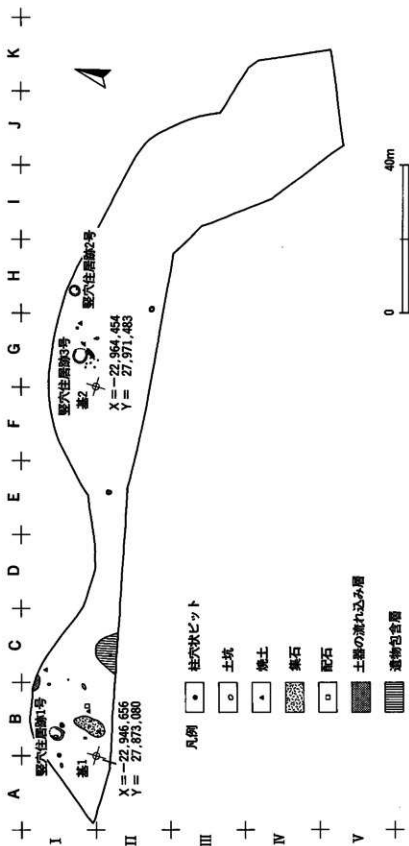 A B C D E F G H I J K
I
II
III
IV
V
竪穴住居跡1号
竪穴住居跡3号
竪穴住居跡2号
基1
X=-22,946,656
Y= 27,873,080
基2
X=-22,964,454
Y= 27,971,483
凡例
柱穴状ピット
土坑
焼土
集石
配石
土器の流れ込み層
遺物包含層
0 40m